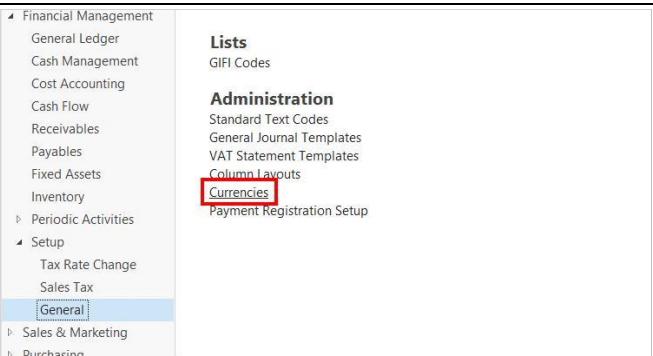 Financial Management
General Ledger
Cash Management
Cost Accounting
Cash Flow
Receivables
Payables
Fixed Assets
Inventory
Periodic Activities
Setup
Tax Rate Change
Sales Tax
General
Sales & Marketing
Purchasing
Lists
GIFI Codes
Administration
Standard Text Codes
General Journal Templates
VAT Statement Templates
Column Layouts
Currencies
Payment Registration Setup